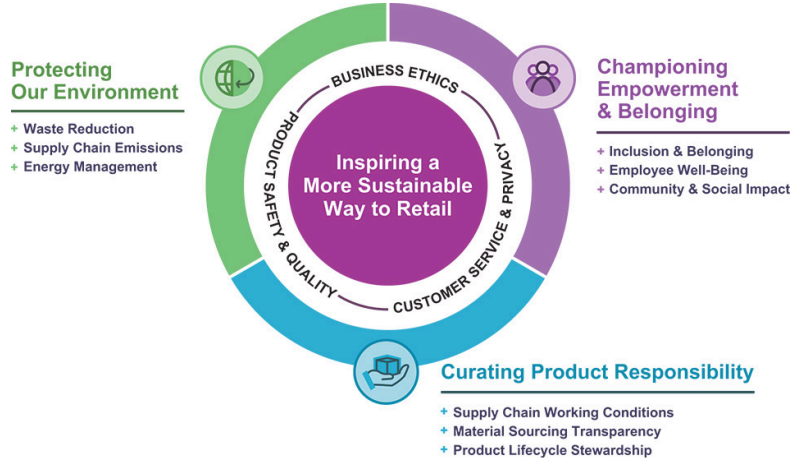 Protecting
Our Environment
+ Waste Reduction
+ Supply Chain Emissions
+ Energy Management
BUSINESS ETHICS
PRODUCT SAFETY & QUALITY
CUSTOMER SERVICE & PRIVACY
Inspiring a
More Sustainable
Way to Retail
Championing
Empowerment
& Belonging
+ Inclusion & Belonging
+ Employee Well-Being
+ Community & Social Impact
Curating Product Responsibility
+ Supply Chain Working Conditions
+ Material Sourcing Transparency
+ Product Lifecycle Stewardship